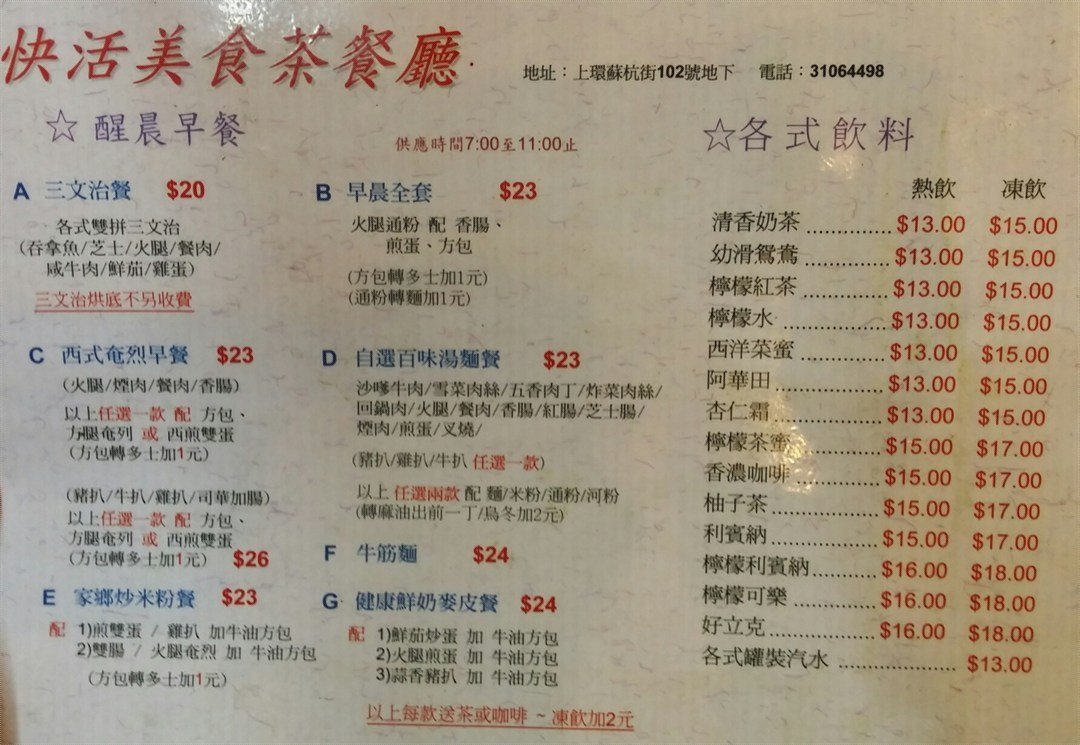 快活美食茶餐廳
地址：上環蘇杭街102號地下 電話：31064498
☆ 醒晨早餐
供應時間7:00至11:00止
A 三文治餐 $20
各式雙拼三文治
(吞拿魚/芝士/火腿/餐肉/
咸牛肉/鮮茄/雞蛋)
三文治烘底不另收費
B 早晨全套 $23
火腿通粉 配 香腸、
煎蛋、方包
(方包轉多士加1元)
(通粉轉麵加1元)
C 西式奄烈早餐 $23
(火腿/煙肉/餐肉/香腸)
以上任選一款 配 方包、
方腿奄列 或 西煎雙蛋
(方包轉多士加1元)
(豬扒/牛扒/雞扒/司華加腸)
以上任選一款 配 方包、
方腿奄列 或 西煎雙蛋
(方包轉多士加1元) $26
D 自選百味湯麵餐 $23
沙嗲牛肉/雪菜肉絲/五香肉丁/炸菜肉絲/
回鍋肉/火腿/餐肉/香腸/紅腸/芝士腸/
煙肉/煎蛋/叉燒/
(豬扒/雞扒/牛扒 任選一款)
以上 任選兩款 配 麵/米粉/通粉/河粉
(轉麻油出前一丁/烏冬加2元)
E 家鄉炒米粉餐 $23
配 1)煎雙蛋 / 雞扒 加牛油方包
2)雙腸 / 火腿奄烈 加 牛油方包
(方包轉多士加1元)
F 牛筋麵 $24
G 健康鮮奶麥皮餐 $24
配 1)鮮茄炒蛋 加 牛油方包
2)火腿煎蛋 加 牛油方包
3)蒜香豬扒 加 牛油方包
以上每款送茶或咖啡 ~ 凍飲加2元
☆各式飲料
熱飲 凍飲
清香奶茶 ............... $13.00 $15.00
幼滑鴛鴦 ............... $13.00 $15.00
檸檬紅茶 ............... $13.00 $15.00
檸檬水 .................. $13.00 $15.00
西洋菜蜜 ............... $13.00 $15.00
阿華田 ................... $13.00 $15.00
杏仁霜 ................... $13.00 $15.00
檸檬茶蜜 ............... $15.00 $17.00
香濃咖啡 ............... $15.00 $17.00
柚子茶 ................... $15.00 $17.00
利賓納 ................... $15.00 $17.00
檸檬利賓納 ........... $16.00 $18.00
檸檬可樂 ............... $16.00 $18.00
好立克 ................... $16.00 $18.00
各式罐裝汽水 ..................... $13.00